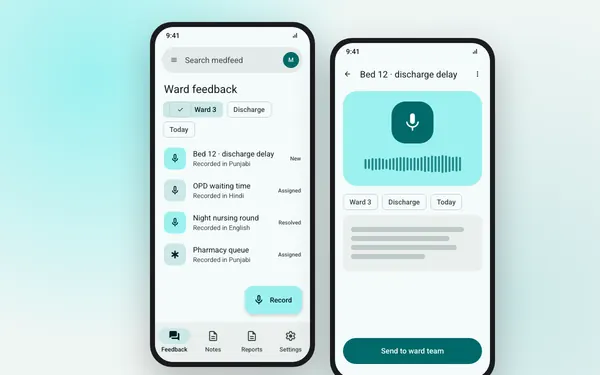 9:41
Search medfeed
M
Ward feedback
Ward 3
Discharge
Today
Bed 12 · discharge delay
Recorded in Punjabi
New
OPD waiting time
Recorded in Hindi
Assigned
Night nursing round
Recorded in English
Resolved
Pharmacy queue
Recorded in Punjabi
Assigned
Record
Feedback
Notes
Reports
Settings
9:41
Bed 12 · discharge delay
Ward 3
Discharge
Today
Send to ward team